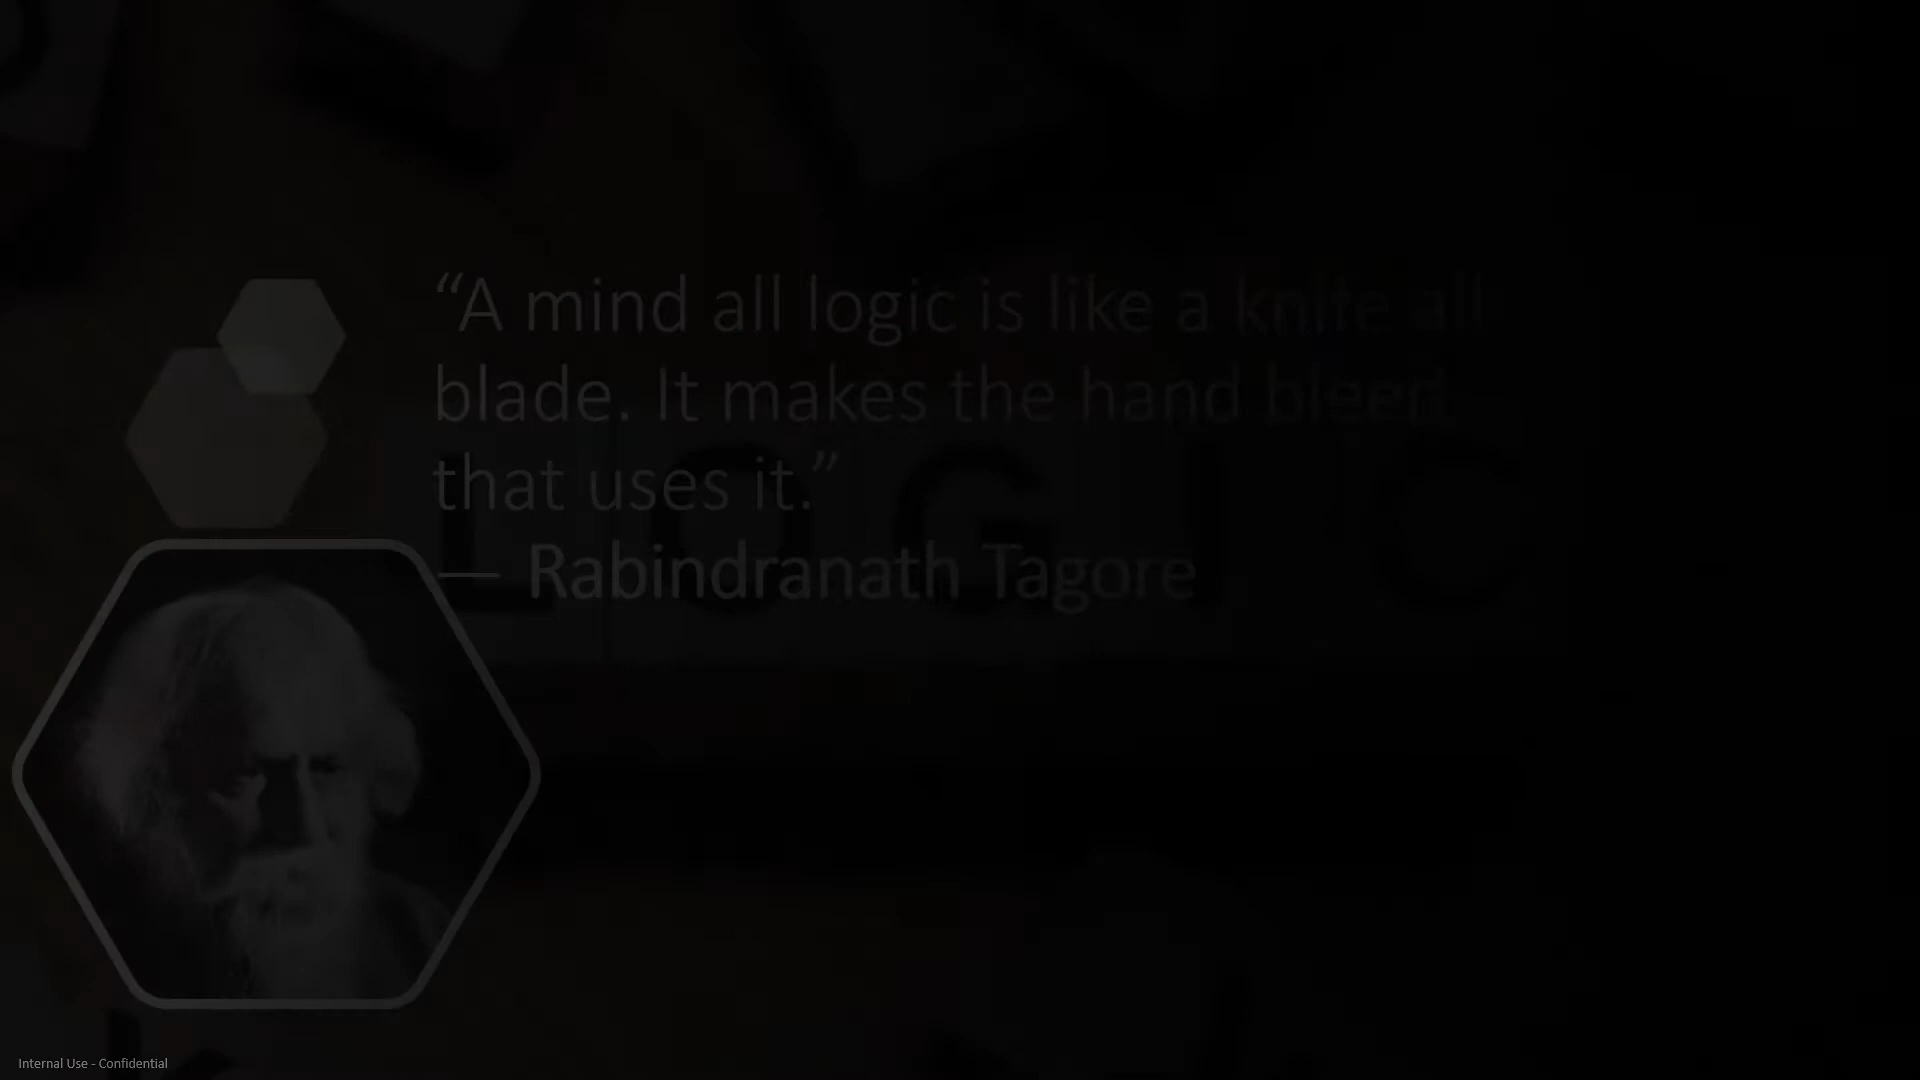 “A mind all logic is like a knife all
blade. It makes the hand bleed
that uses it.”
― Rabindranath Tagore
LOGIC
Internal Use - Confidential